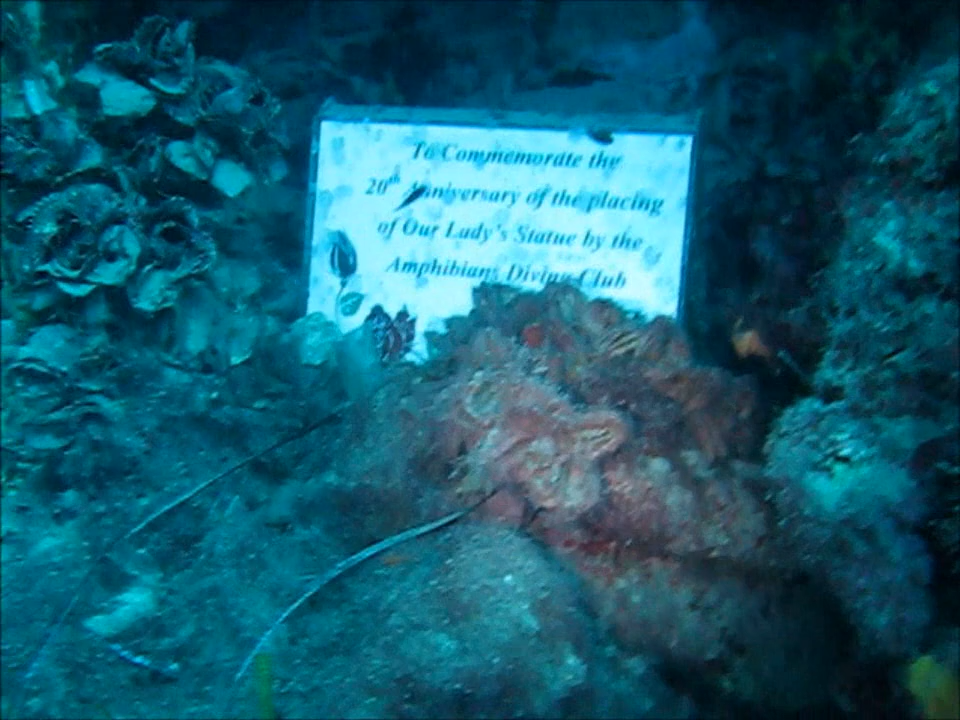 To Commemorate the
20th Anniversary of the placing
of Our Lady's Statue by the
Amphibians Diving Club